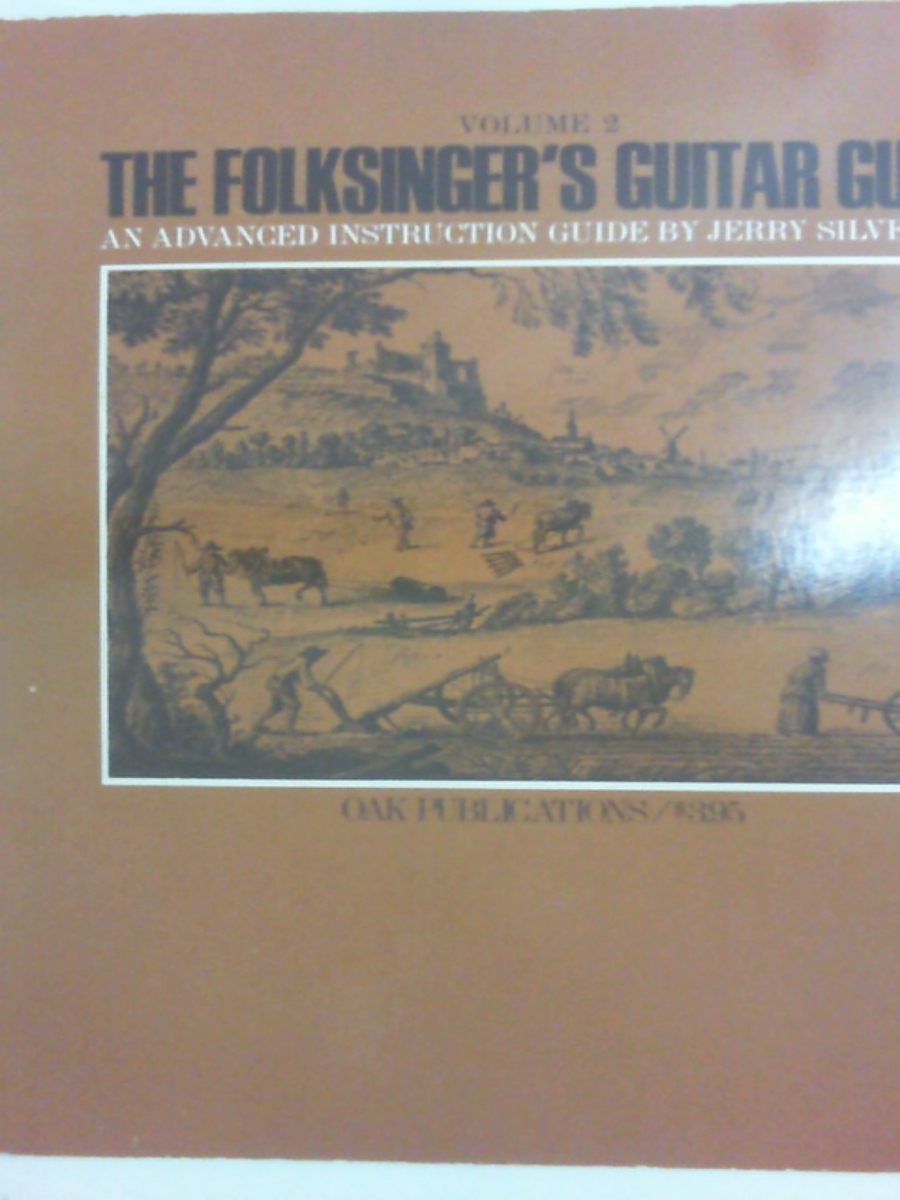 VOLUME 2
THE FOLKSINGER'S GUITAR GU
AN ADVANCED INSTRUCTION GUIDE BY JERRY SILVE
OAK PUBLICATIONS/$3.95